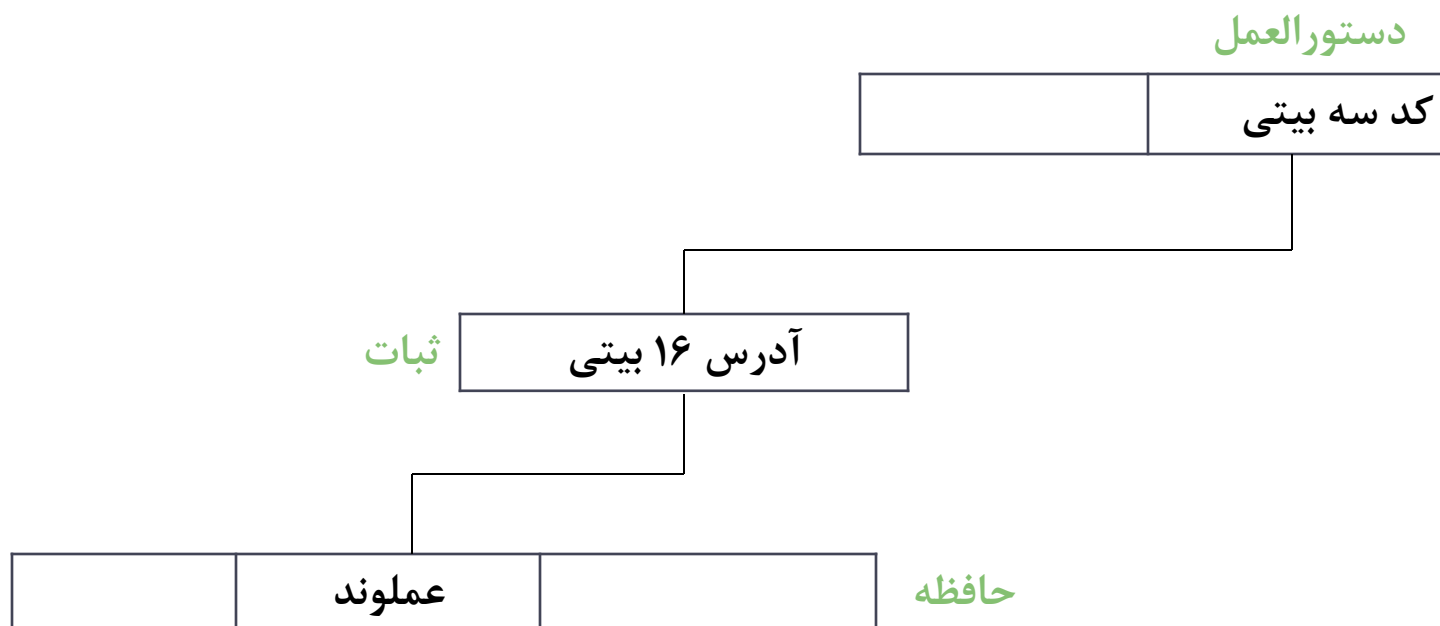 دستورالعمل
کد سه بیتی
آدرس ۱۶ بیتی
ثبات
عملوند
حافظه